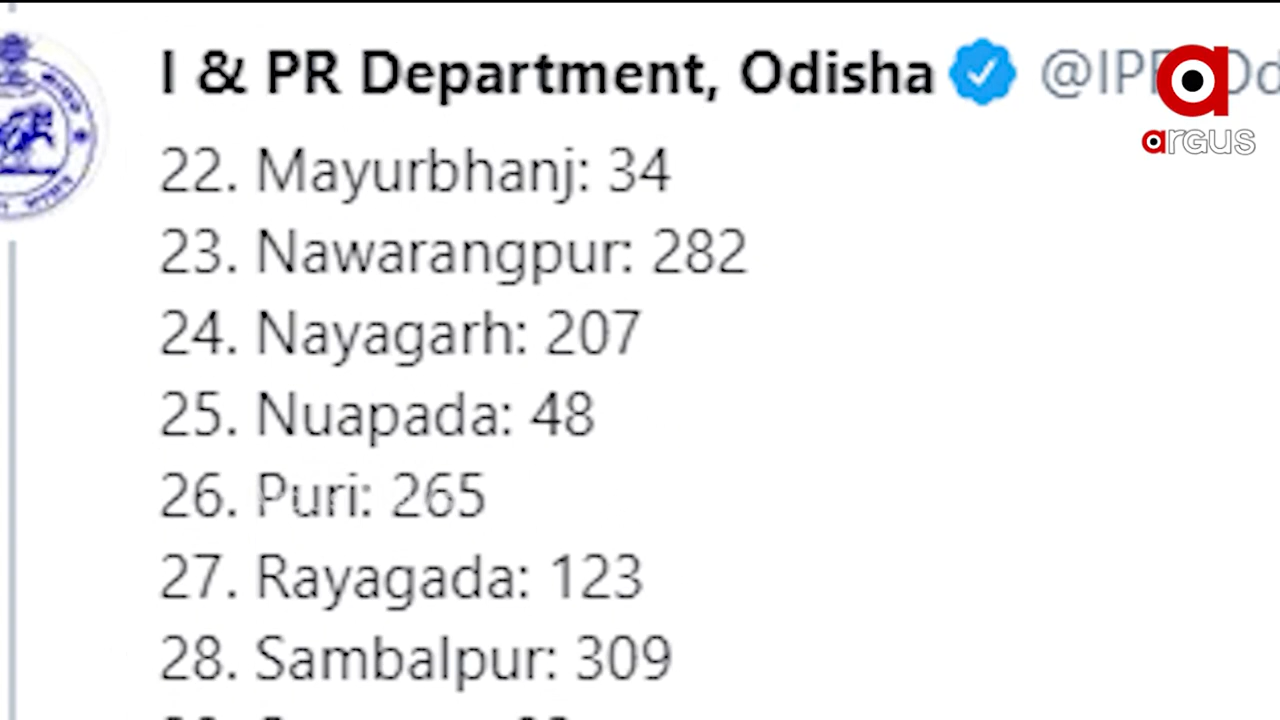 I & PR Department, Odisha
argus
22. Mayurbhanj: 34
23. Nawarangpur: 282
24. Nayagarh: 207
25. Nuapada: 48
26. Puri: 265
27. Rayagada: 123
28. Sambalpur: 309